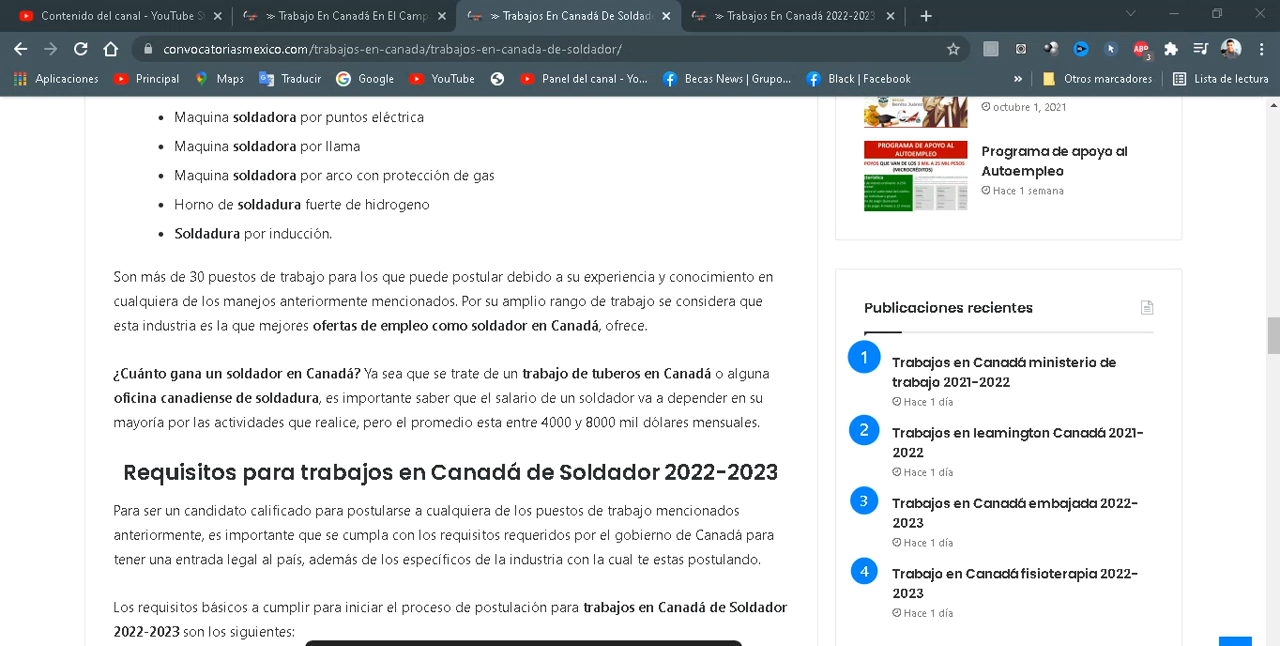 Contenido del canal - YouTube S
≫ Trabajo En Canadá En El Camp
≫ Trabajos En Canadá De Soldad
≫ Trabajos En Canadá 2022-2023
convocatoriasmexico.com/trabajos-en-canada/trabajos-en-canada-de-soldador/
ABP
3
Aplicaciones
Principal
Maps
Traducir
Google
YouTube
Panel del canal - Yo...
Becas News | Grupo...
Black | Facebook
»
Otros marcadores
Lista de lectura
Maquina soldadora por puntos eléctrica
Maquina soldadora por llama
Maquina soldadora por arco con protección de gas
Horno de soldadura fuerte de hidrogeno
Soldadura por inducción.
Son más de 30 puestos de trabajo para los que puede postular debido a su experiencia y conocimiento en
cualquiera de los manejos anteriormente mencionados. Por su amplio rango de trabajo se considera que
esta industria es la que mejores ofertas de empleo como soldador en Canadá, ofrece.
¿Cuánto gana un soldador en Canadá? Ya sea que se trate de un trabajo de tuberos en Canadá o alguna
oficina canadiense de soldadura, es importante saber que el salario de un soldador va a depender en su
mayoría por las actividades que realice, pero el promedio esta entre 4000 y 8000 mil dólares mensuales.
Requisitos para trabajos en Canadá de Soldador 2022-2023
Para ser un candidato calificado para postularse a cualquiera de los puestos de trabajo mencionados
anteriormente, es importante que se cumpla con los requisitos requeridos por el gobierno de Canadá para
tener una entrada legal al país, además de los específicos de la industria con la cual te estas postulando.
Los requisitos básicos a cumplir para iniciar el proceso de postulación para trabajos en Canadá de Soldador
2022-2023 son los siguientes:
octubre 1, 2021
PROGRAMA DE APOYO AL
AUTOEMPLEO
Programa de apoyo al
Autoempleo
Hace 1 semana
Publicaciones recientes
1
Trabajos en Canadá ministerio de
trabajo 2021-2022
Hace 1 día
2
Trabajos en leamington Canadá 2021-
2022
Hace 1 día
3
Trabajos en Canadá embajada 2022-
2023
Hace 1 día
4
Trabajo en Canadá fisioterapia 2022-
2023
Hace 1 día